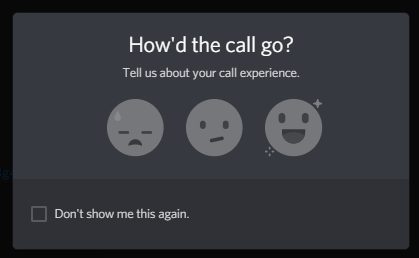 How'd the call go?
Tell us about your call experience.
Don't show me this again.